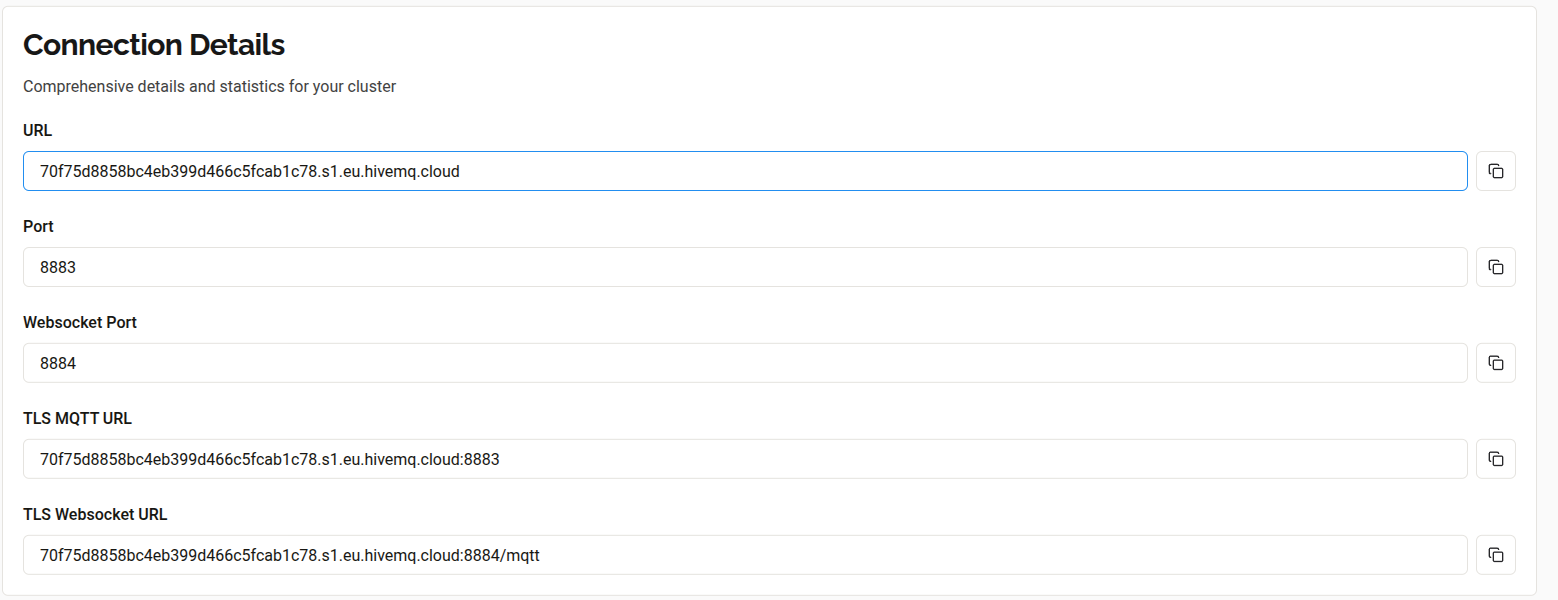 Connection Details
Comprehensive details and statistics for your cluster
URL
70f75d8858bc4eb399d466c5fcab1c78.s1.eu.hivemq.cloud
Port
8883
Websocket Port
8884
TLS MQTT URL
70f75d8858bc4eb399d466c5fcab1c78.s1.eu.hivemq.cloud:8883
TLS Websocket URL
70f75d8858bc4eb399d466c5fcab1c78.s1.eu.hivemq.cloud:8884/mqtt